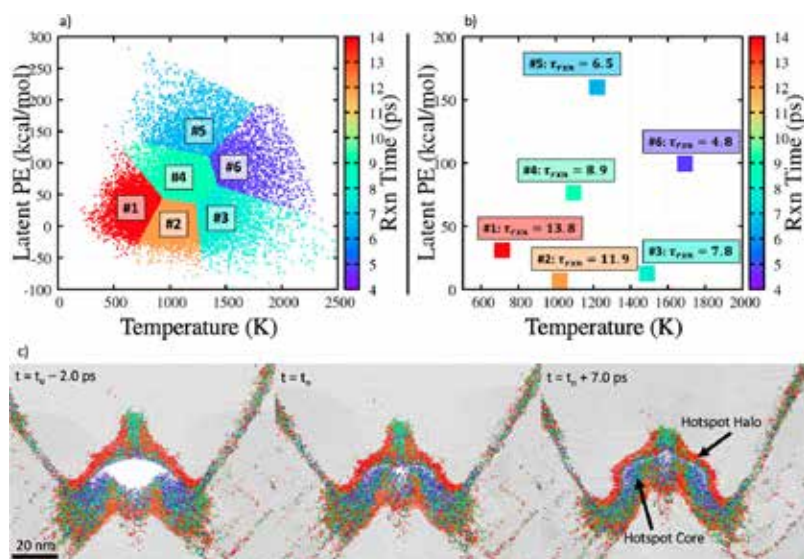 a)
Latent PE (kcal/mol)
300
250
200
150
100
50
0
-50
-100
0
500
1000
1500
2000
2500
Temperature (K)
#1
#2
#3
#4
#5
#6
14
13
12
11
10
9
8
7
6
5
4
Rxn Time (ps)
b)
Latent PE (kcal/mol)
200
150
100
50
0
600
800
1000
1200
1400
1600
1800
2000
Temperature (K)
#5: τrxn = 6.5
#6: τrxn = 4.8
#4: τrxn = 8.9
#1: τrxn = 13.8
#2: τrxn = 11.9
#3: τrxn = 7.8
14
13
12
11
10
9
8
7
6
5
4
Rxn Time (ps)
c)
t = t₀ – 2.0 ps
t = t₀
t = t₀ + 7.0 ps
Hotspot Halo
Hotspot Core
20 nm